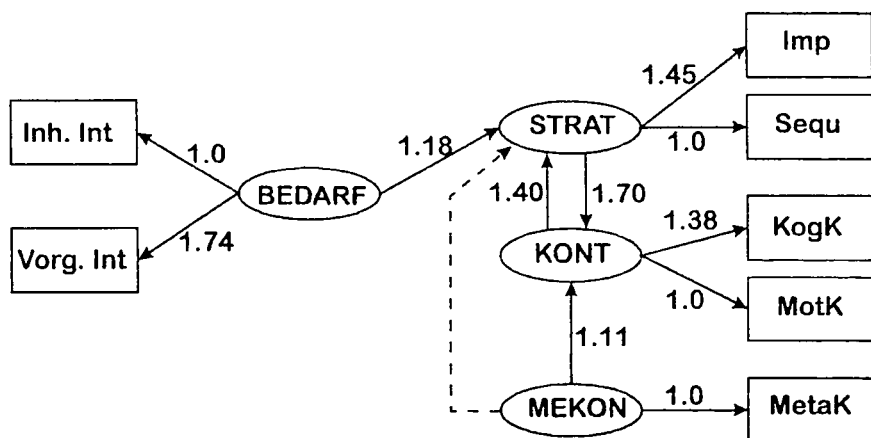 Imp
1.45
STRAT
Sequ
1.0
Inh. Int
1.0
1.18
BEDARF
1.40
1.70
1.74
Vorg. Int
KONT
1.38
KogK
1.0
MotK
1.11
MEKON
1.0
MetaK